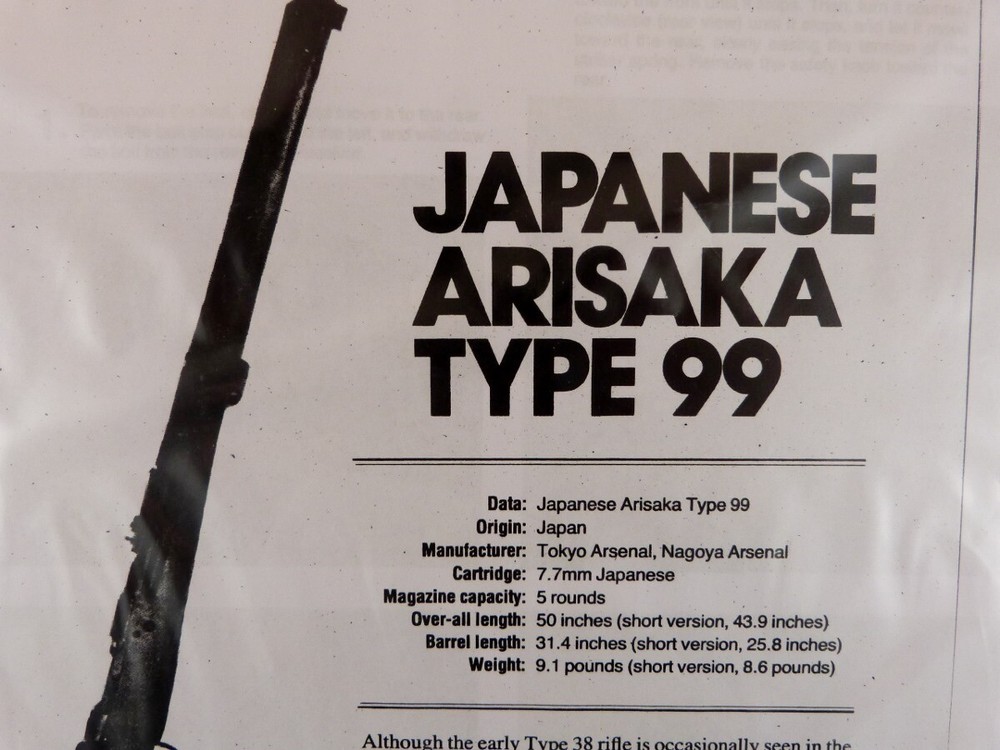 JAPANESE
ARISAKA
TYPE 99
Data: Japanese Arisaka Type 99
Origin: Japan
Manufacturer: Tokyo Arsenal, Nagoya Arsenal
Cartridge: 7.7mm Japanese
Magazine capacity: 5 rounds
Over-all length: 50 inches (short version, 43.9 inches)
Barrel length: 31.4 inches (short version, 25.8 inches)
Weight: 9.1 pounds (short version, 8.6 pounds)
Although the early Type 38 rifle is occasionally seen in the